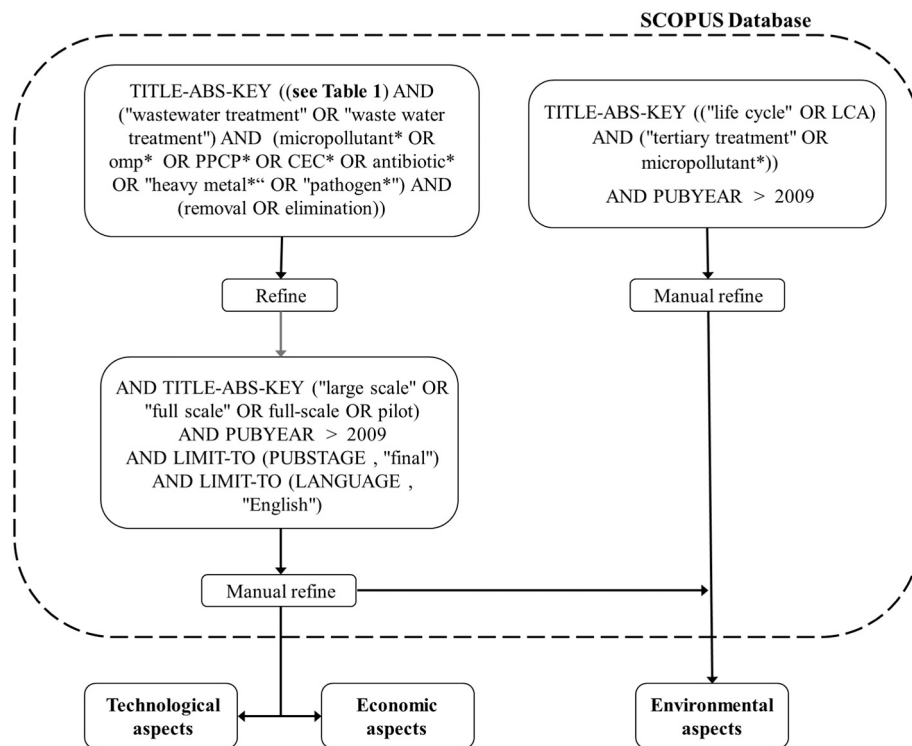 SCOPUS Database
TITLE-ABS-KEY ((see Table 1) AND
("wastewater treatment" OR "waste water
treatment") AND (micropollutant* OR
omp* OR PPCP* OR CEC* OR antibiotic*
OR "heavy metal*“ OR "pathogen*") AND
(removal OR elimination))
Refine
AND TITLE-ABS-KEY ("large scale" OR
"full scale" OR full-scale OR pilot)
AND PUBYEAR > 2009
AND LIMIT-TO (PUBSTAGE , "final")
AND LIMIT-TO (LANGUAGE ,
"English")
Manual refine
TITLE-ABS-KEY (("life cycle" OR LCA)
AND ("tertiary treatment" OR
micropollutant*))
AND PUBYEAR > 2009
Manual refine
Technological
aspects
Economic
aspects
Environmental
aspects